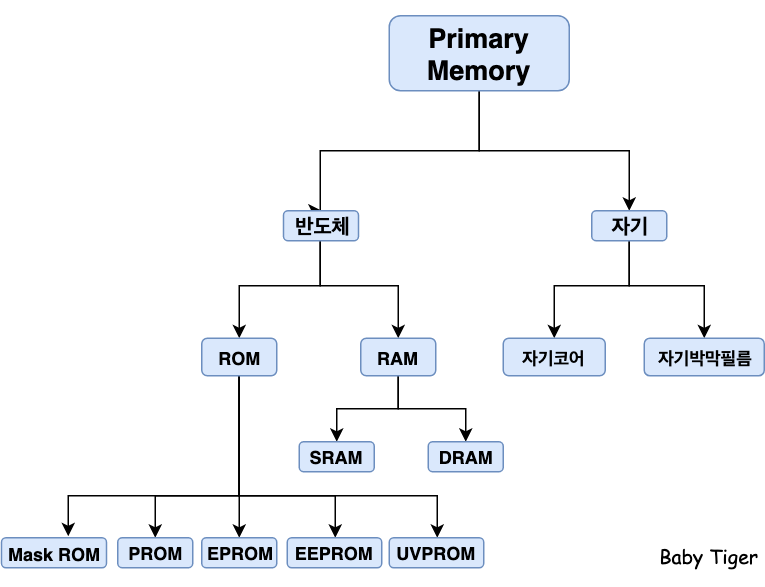 Primary
Memory
반도체
자기
ROM
RAM
자기코어
자기박막필름
SRAM
DRAM
Mask ROM
PROM
EPROM
EEPROM
UVPROM
Baby Tiger